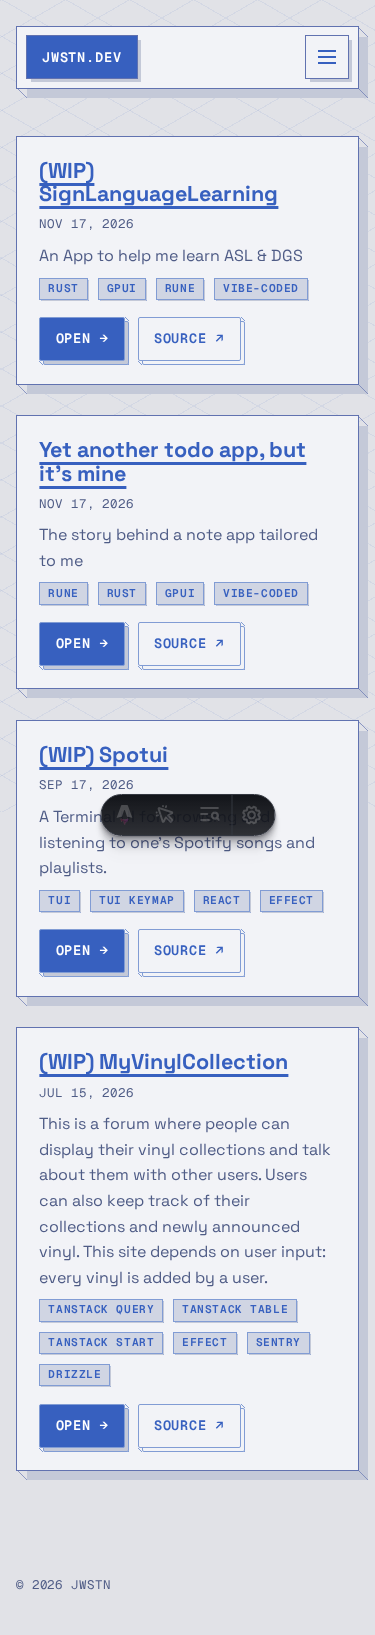 JWSTN.DEV
(WIP)
SignLanguageLearning
NOV 17, 2026
An App to help me learn ASL & DGS
RUST GPUI RUNE VIBE-CODED
OPEN → SOURCE ↗
Yet another todo app, but
it's mine
NOV 17, 2026
The story behind a note app tailored
to me
RUNE RUST GPUI VIBE-CODED
OPEN → SOURCE ↗
(WIP) Spotui
SEP 17, 2026
A Terminal
listening to one's Spotify songs and
playlists.
TUI TUI KEYMAP REACT EFFECT
OPEN → SOURCE ↗
(WIP) MyVinylCollection
JUL 15, 2026
This is a forum where people can
display their vinyl collections and talk
about them with other users. Users
can also keep track of their
collections and newly announced
vinyl. This site depends on user input:
every vinyl is added by a user.
TANSTACK QUERY TANSTACK TABLE
TANSTACK START EFFECT SENTRY
DRIZZLE
OPEN → SOURCE ↗
© 2026 JWSTN